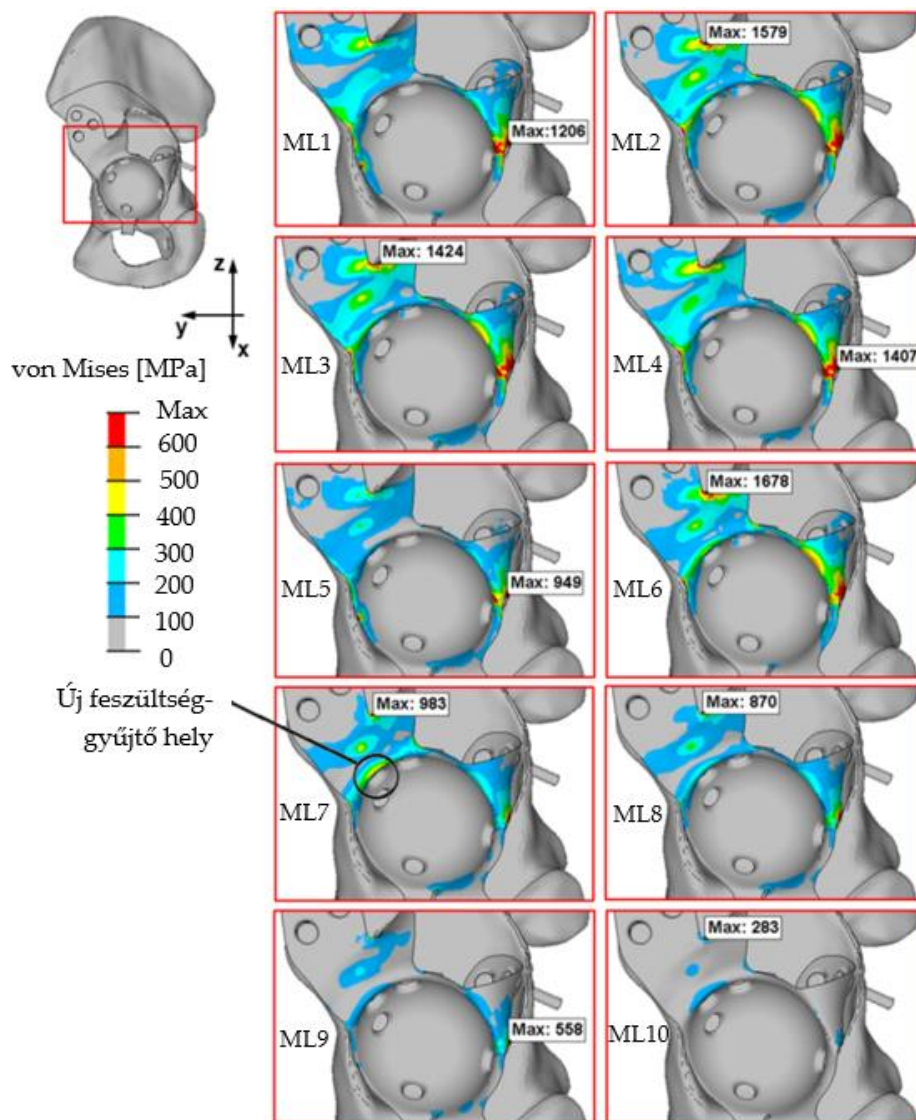 z
y
x
von Mises [MPa]
Max
600
500
400
300
200
100
0
Új feszültség-
gyűjtő hely
ML1
Max:1206
ML2
Max: 1579
ML3
Max: 1424
ML4
Max: 1407
ML5
Max: 949
ML6
Max: 1678
ML7
Max: 983
ML8
Max: 870
ML9
Max: 558
ML10
Max: 283